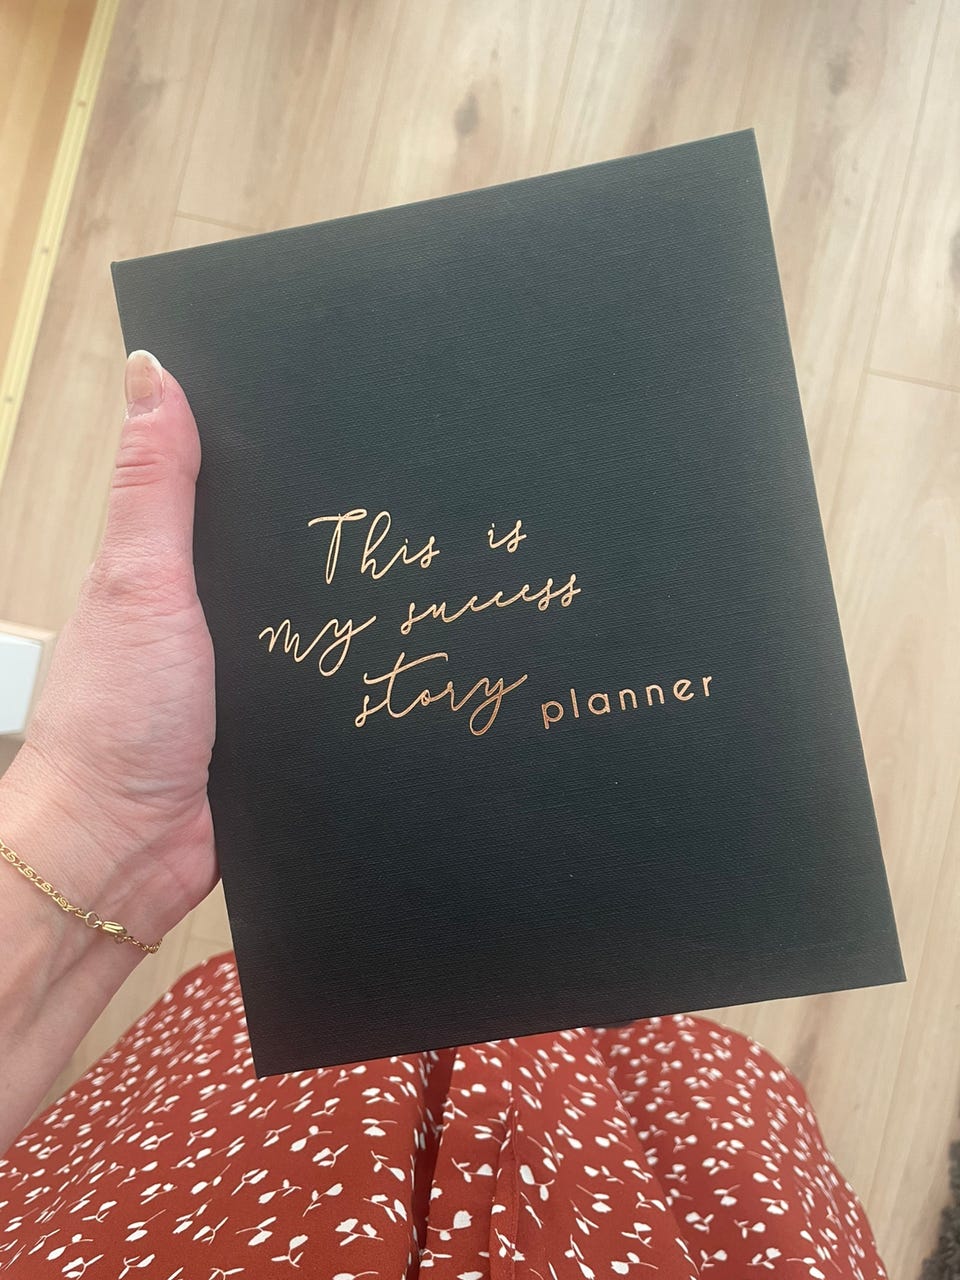 This is
my success
story planner